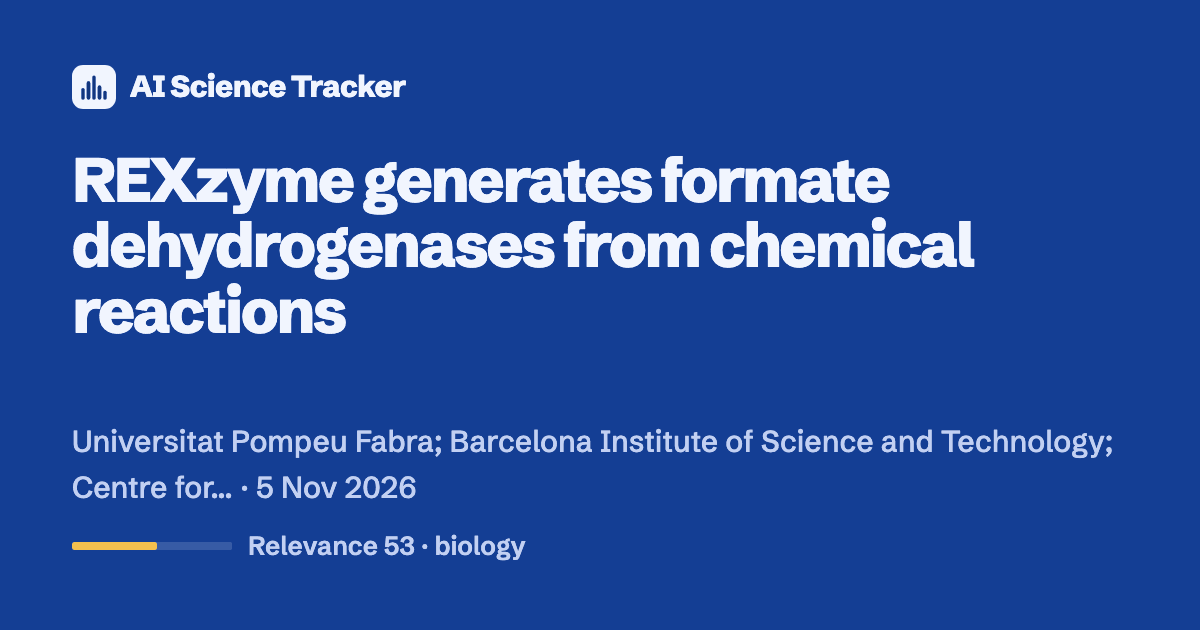 AI Science Tracker
REXzyme generates formate
dehydrogenases from chemical
reactions
Universitat Pompeu Fabra; Barcelona Institute of Science and Technology;
Centre for... · 5 Nov 2026
Relevance 53 · biology